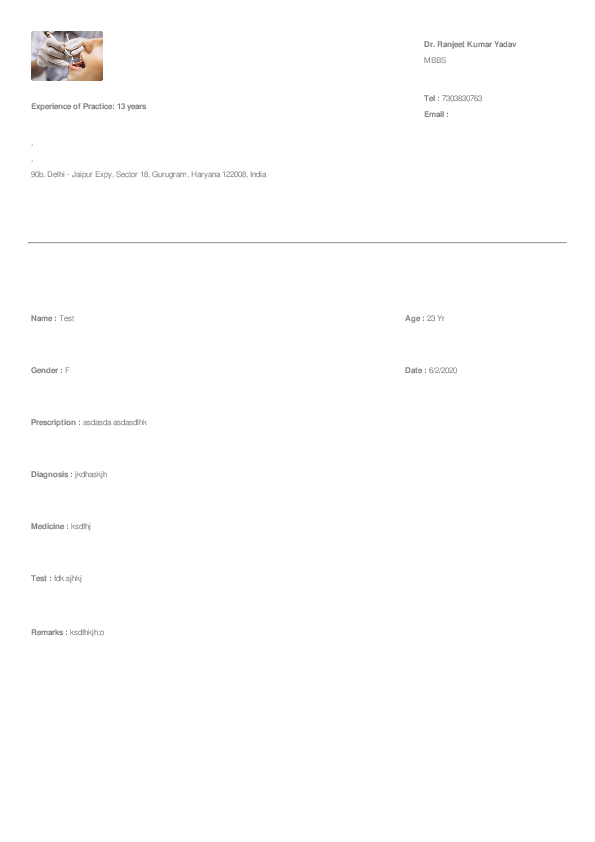 Dr. Ranjeet Kumar Yadav
MBBS
Tel : 7303830763
Experience of Practice: 13 years
Email :
,
,
90b, Delhi - Jaipur Expy, Sector 18, Gurugram, Haryana 122008, India
Name : Test
Age : 23 Yr
Gender : F
Date : 6/2/2020
Prescription : asdasda asdasdlhk
Diagnosis : jkdhaskjh
Medicine : ksdlhj
Test : fdk.sjhkj
Remarks : ksdlhkjh;o